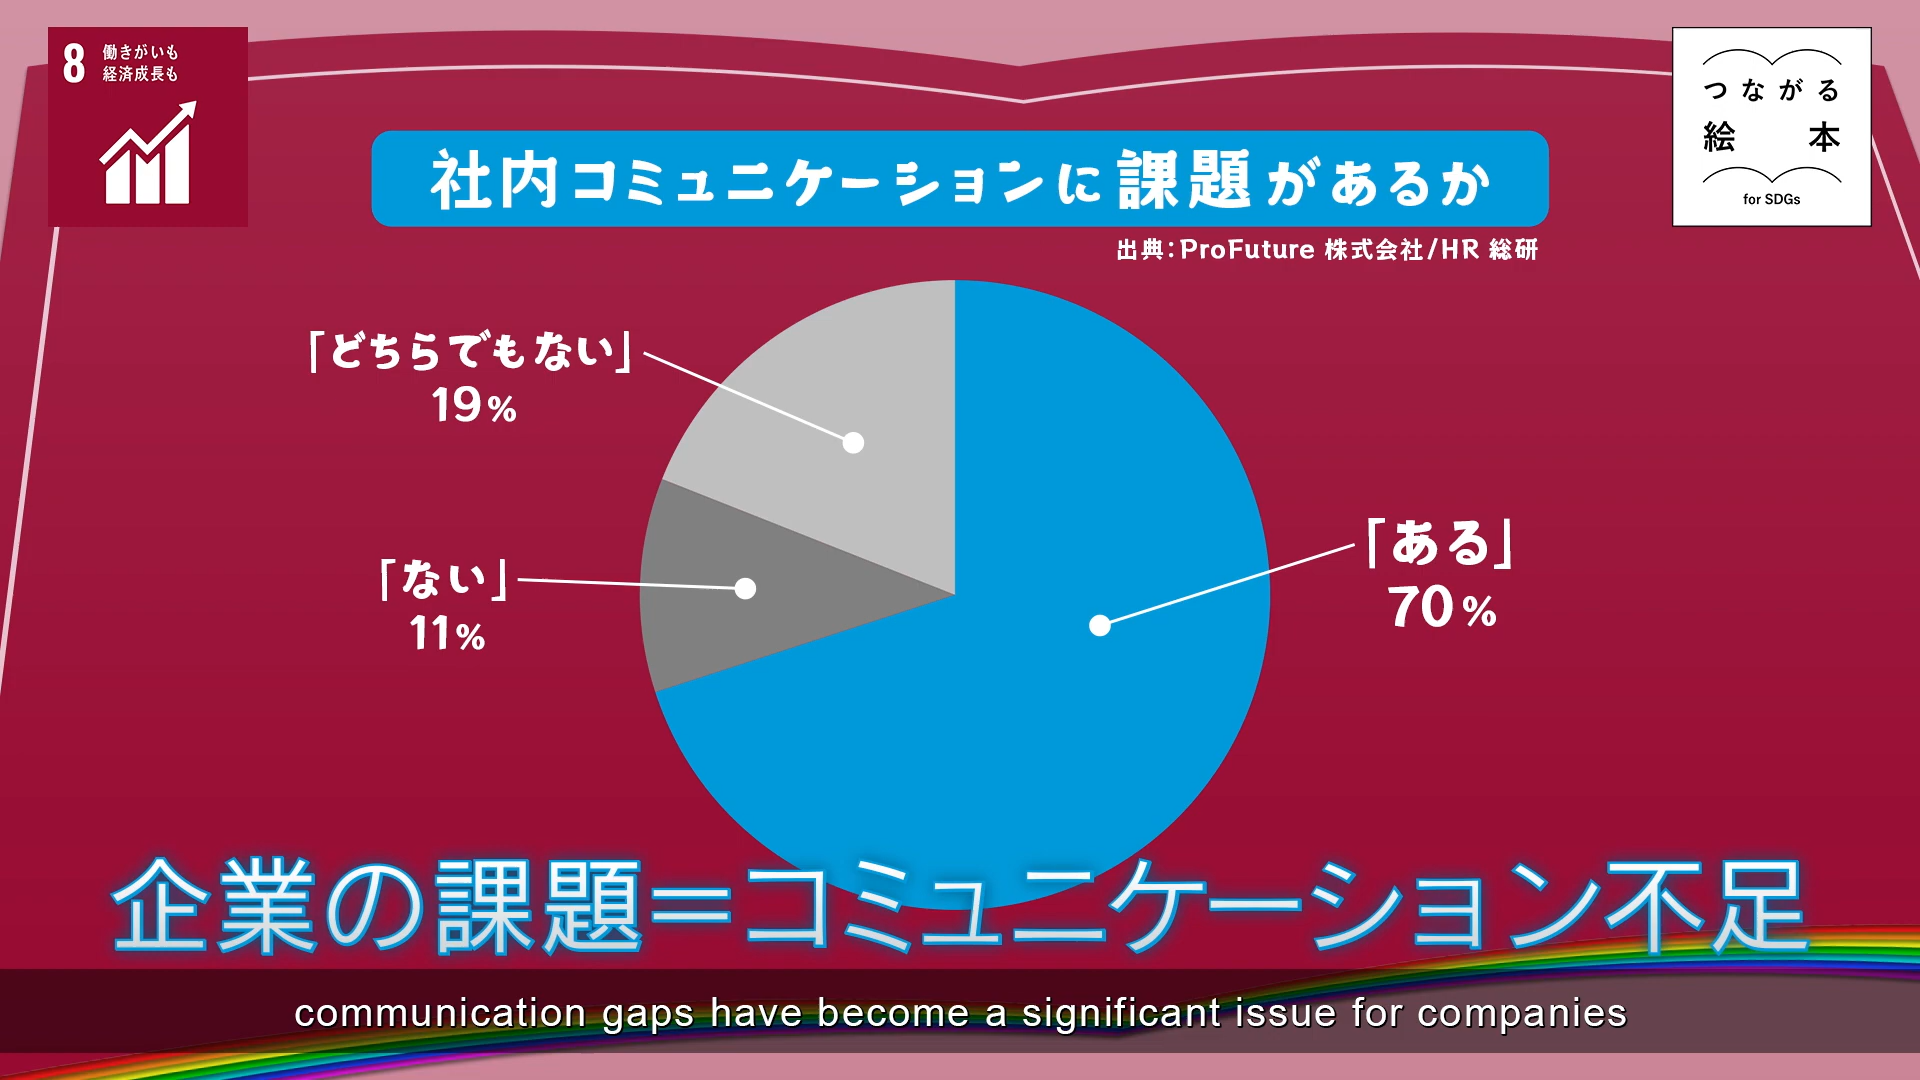 8 働きがいも
経済成長も
つながる
絵本
for SDGs
社内コミュニケーションに課題があるか
出典:ProFuture 株式会社/HR 総研
「どちらでもない」
19%
「ない」
11%
「ある」
70%
企業の課題=コミュニケーション不足
communication gaps have become a significant issue for companies